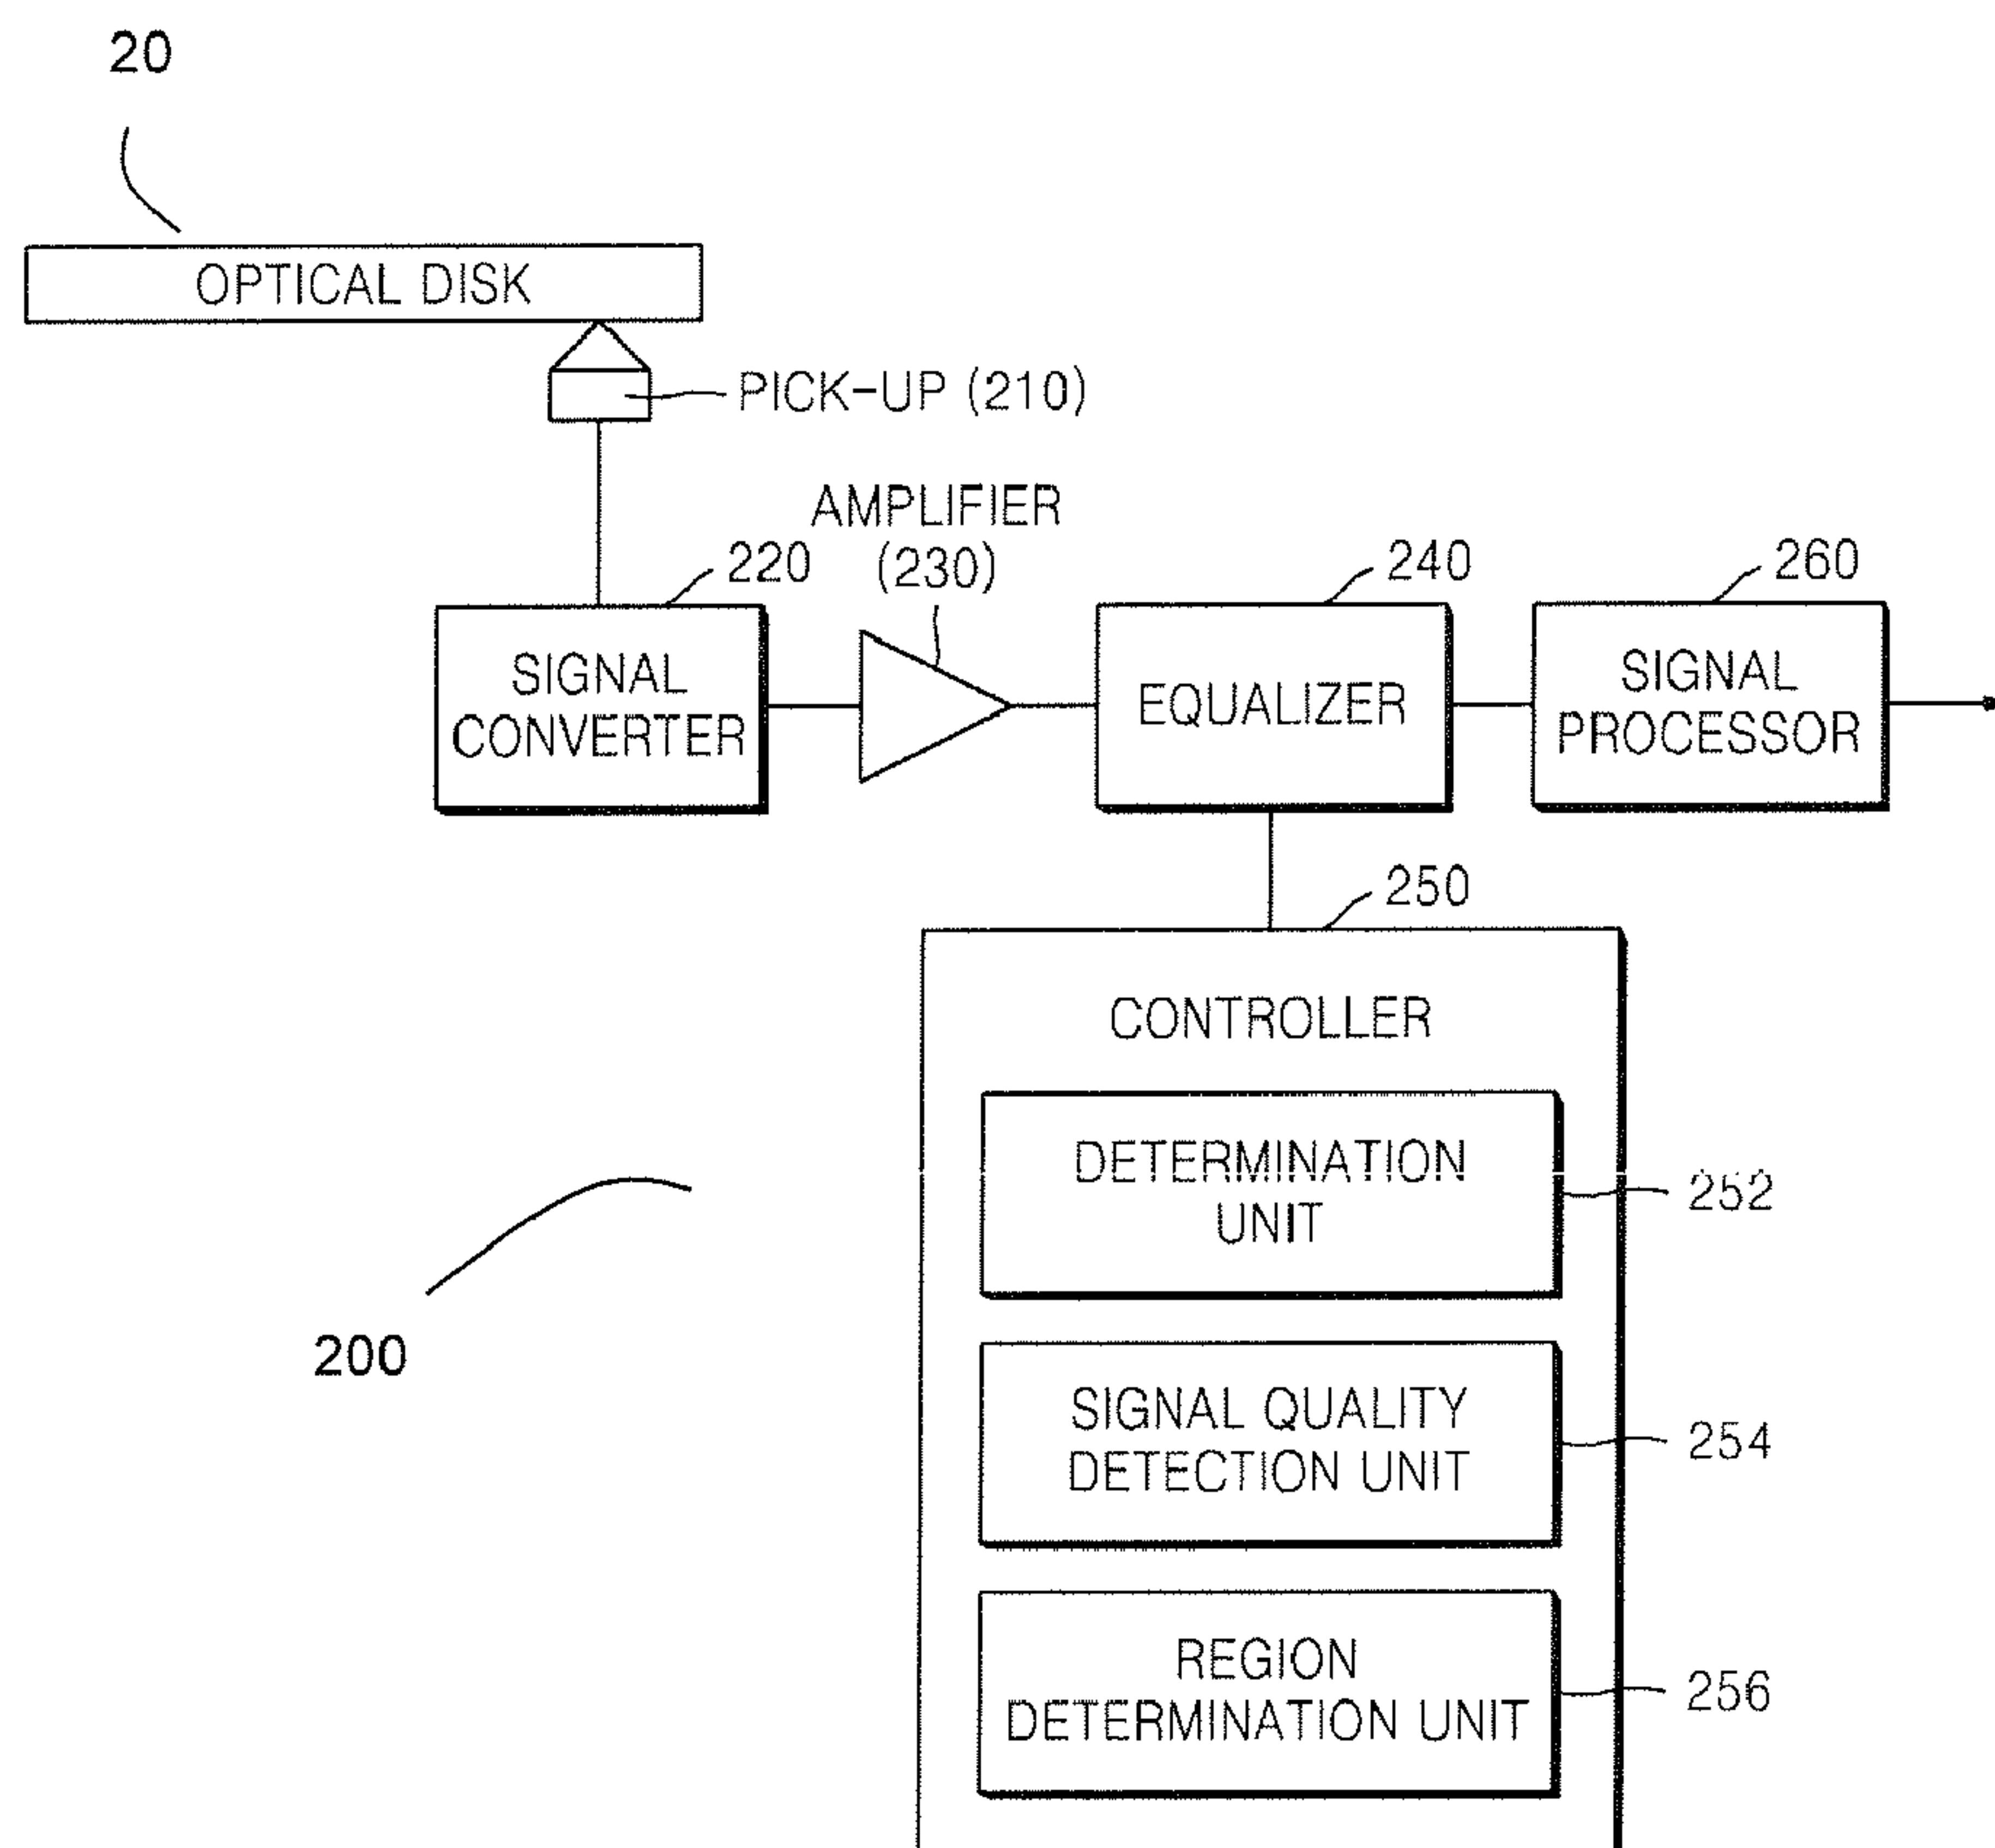 20
OPTICAL DISK
PICK-UP (210)
AMPLIFIER
(230)
220
240
260
SIGNAL
CONVERTER
EQUALIZER
SIGNAL
PROCESSOR
250
CONTROLLER
DETERMINATION
UNIT
252
200
SIGNAL QUALITY
DETECTION UNIT
254
REGION
DETERMINATION UNIT
256